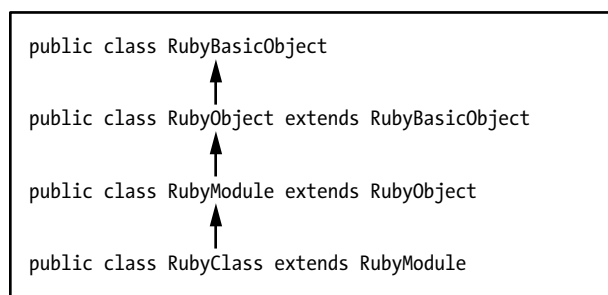 public class RubyBasicObject
public class RubyObject extends RubyBasicObject
public class RubyModule extends RubyObject
public class RubyClass extends RubyModule